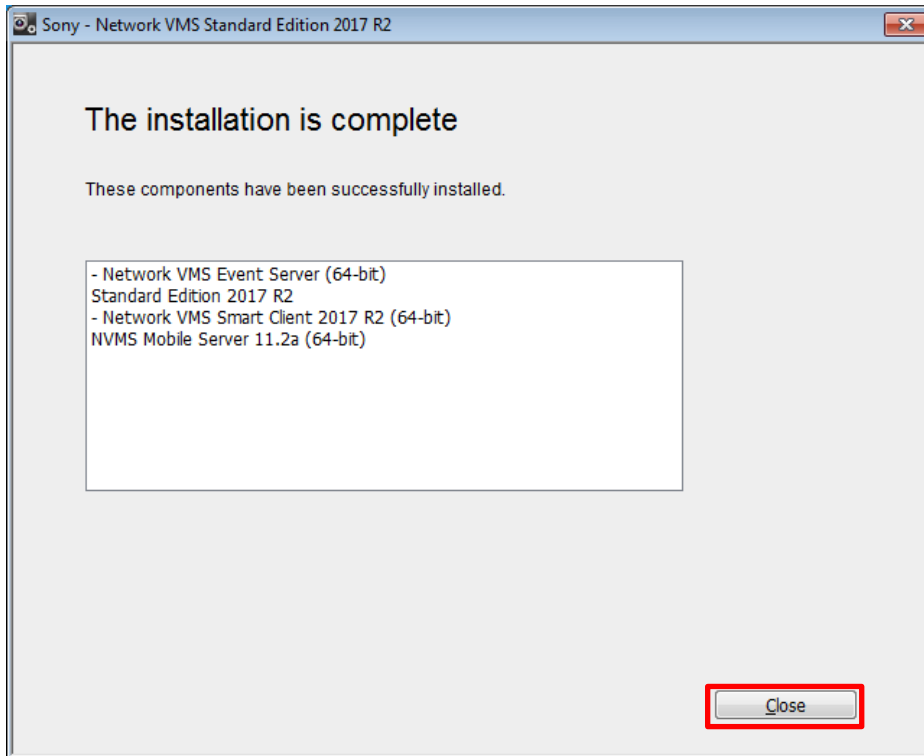 Sony - Network VMS Standard Edition 2017 R2
The installation is complete
These components have been successfully installed.
- Network VMS Event Server (64-bit)
Standard Edition 2017 R2
- Network VMS Smart Client 2017 R2 (64-bit)
NVMS Mobile Server 11.2a (64-bit)
Close